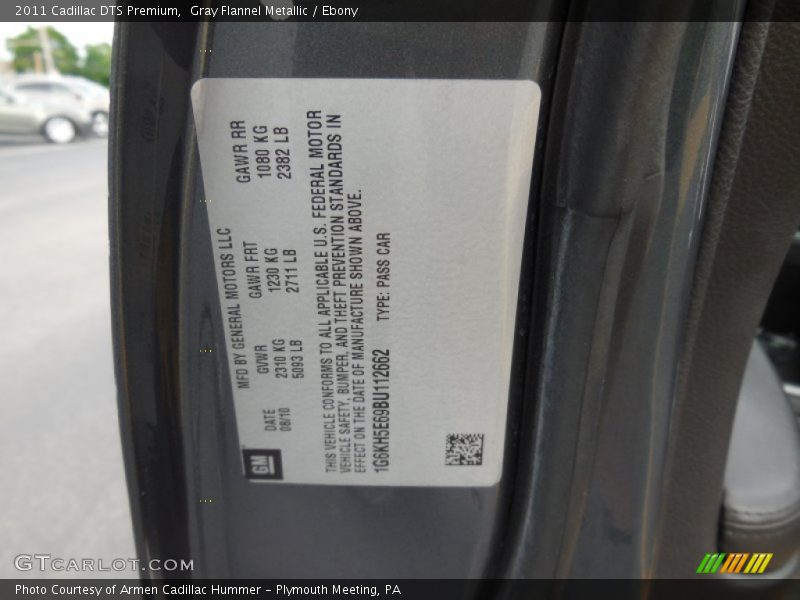 2011 Cadillac DTS Premium,  Gray Flannel Metallic / Ebony
MFD BY GENERAL MOTORS LLC
DATE GVWR GAWR FRT GAWR RR
08/10 2310 KG 1230 KG 1080 KG
5093 LB 2711 LB 2382 LB
THIS VEHICLE CONFORMS TO ALL APPLICABLE U.S. FEDERAL MOTOR
VEHICLE SAFETY, BUMPER, AND THEFT PREVENTION STANDARDS IN
EFFECT ON THE DATE OF MANUFACTURE SHOWN ABOVE.
1G6KH5E69BU112662 TYPE: PASS CAR
GM
GTCARLOT.COM
Photo Courtesy of Armen Cadillac Hummer - Plymouth Meeting, PA